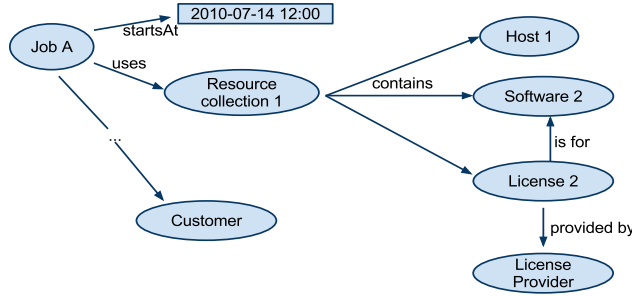 2010-07-14 12:00
startsAt
Job A
Host 1
uses
Resource
collection 1
contains
Software 2
...
is for
License 2
Customer
provided by
License
Provider